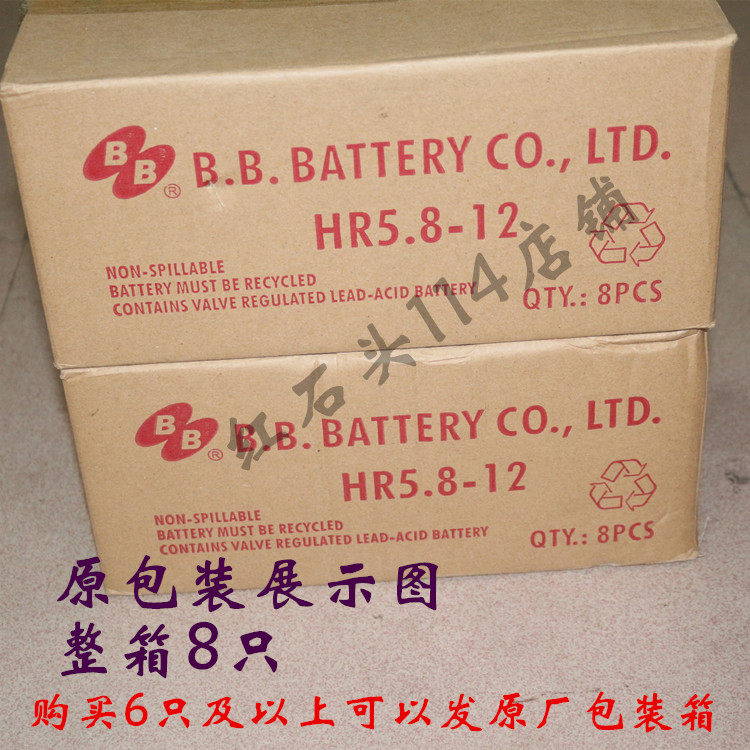 BB® B.B. BATTERY CO., LTD.
HR5.8-12
NON-SPILLABLE
BATTERY MUST BE RECYCLED
CONTAINS VALVE REGULATED LEAD-ACID BATTERY
QTY.: 8PCS
BB® B.B. BATTERY CO., LTD.
HR5.8-12
NON-SPILLABLE
BATTERY MUST BE RECYCLED
CONTAINS VALVE REGULATED LEAD-ACID BATTERY
QTY.: 8PCS
红石头114店铺
原包装展示图
整箱8只
购买6只及以上可以发原厂包装箱